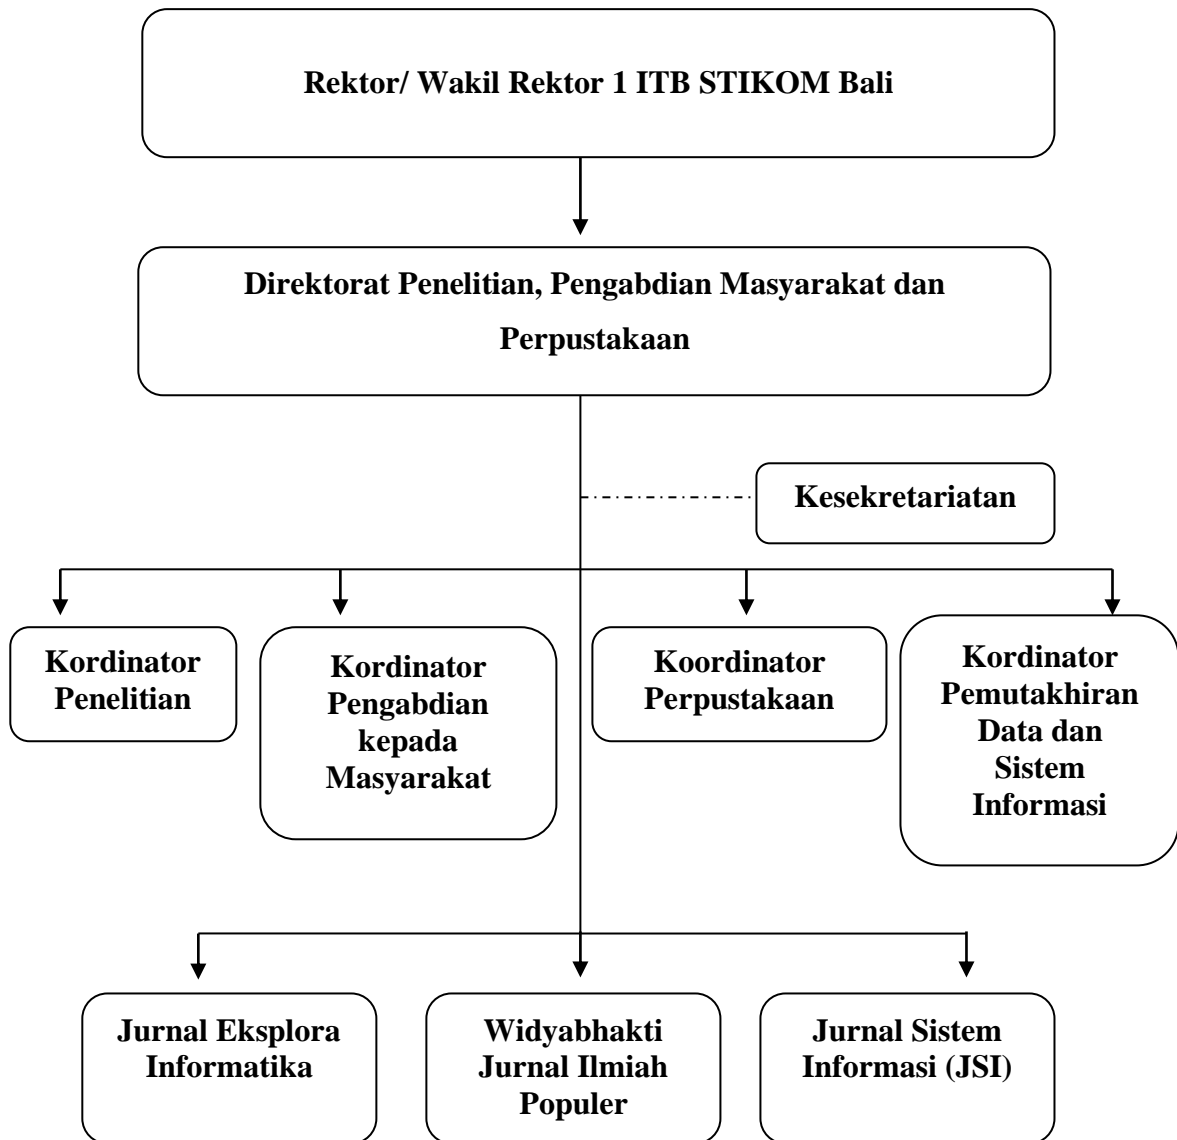 Rektor/ Wakil Rektor 1 ITB STIKOM Bali
Direktorat Penelitian, Pengabdian Masyarakat dan
Perpustakaan
Kesekretariatan
Kordinator
Penelitian
Kordinator
Pengabdian
kepada
Masyarakat
Koordinator
Perpustakaan
Kordinator
Pemutakhiran
Data dan
Sistem
Informasi
Jurnal Eksplora
Informatika
Widyabhakti
Jurnal Ilmiah
Populer
Jurnal Sistem
Informasi (JSI)